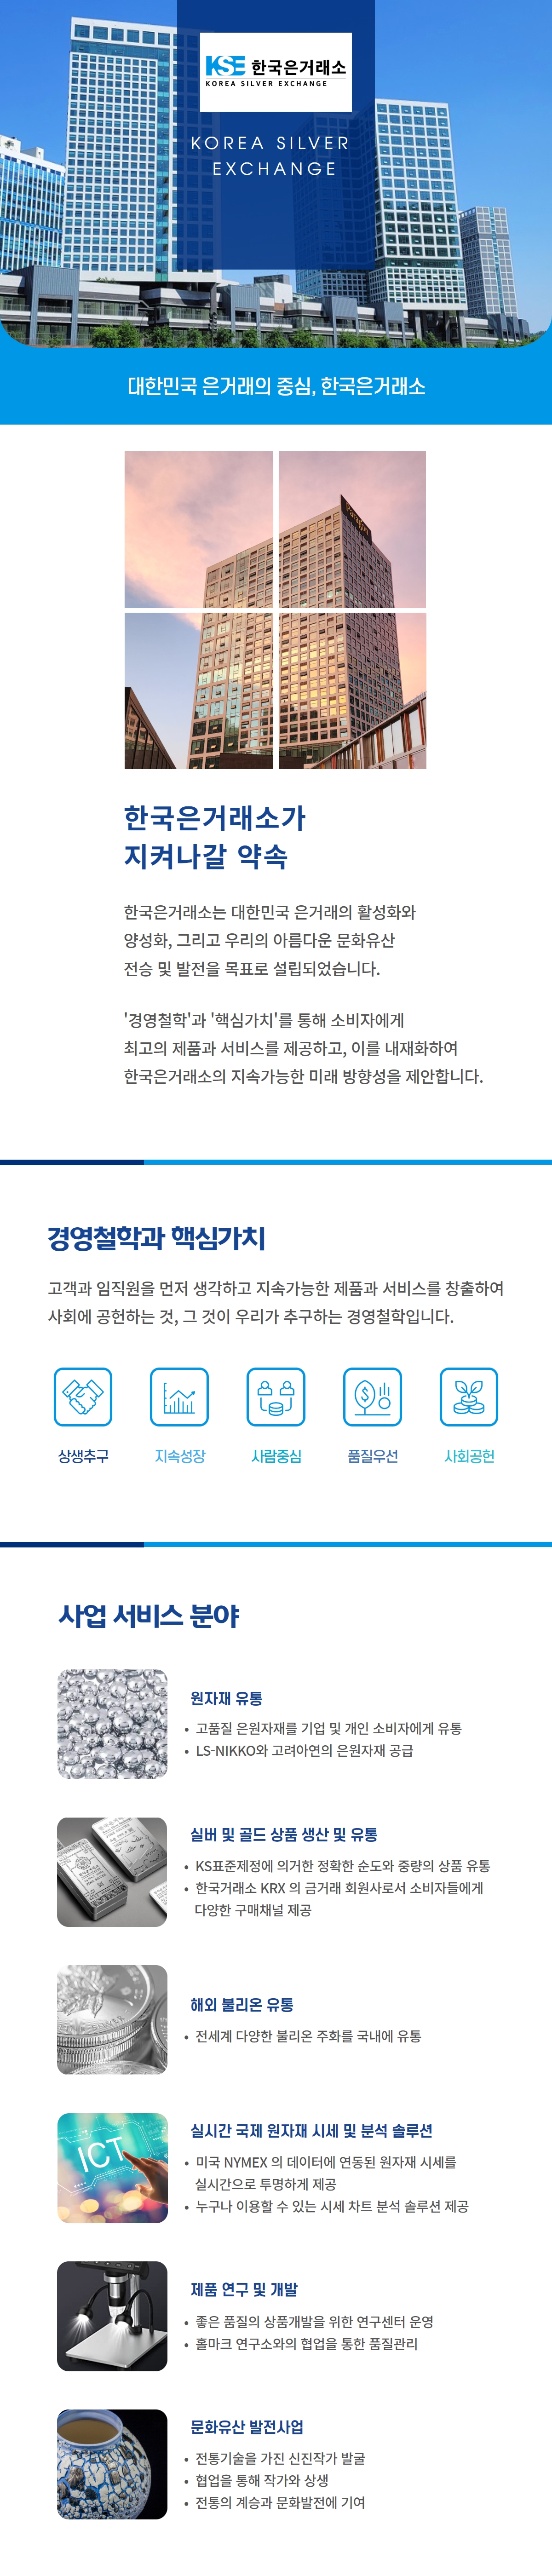 KSE 한국은거래소
KOREA SILVER EXCHANGE
KOREA SILVER
EXCHANGE
대한민국 은거래의 중심, 한국은거래소
한국은거래소가
지켜나갈 약속
한국은거래소는 대한민국 은거래의 활성화와
양성화, 그리고 우리의 아름다운 문화유산
전승 및 발전을 목표로 설립되었습니다.
'경영철학'과 '핵심가치'를 통해 소비자에게
최고의 제품과 서비스를 제공하고, 이를 내재화하여
한국은거래소의 지속가능한 미래 방향성을 제안합니다.
경영철학과 핵심가치
고객과 임직원을 먼저 생각하고 지속가능한 제품과 서비스를 창출하여
사회에 공헌하는 것, 그 것이 우리가 추구하는 경영철학입니다.
상생추구 지속성장 사람중심 품질우선 사회공헌
사업 서비스 분야
원자재 유통
• 고품질 은원자재를 기업 및 개인 소비자에게 유통
• LS-NIKKO와 고려아연의 은원자재 공급
실버 및 골드 상품 생산 및 유통
• KS표준제정에 의거한 정확한 순도와 중량의 상품 유통
• 한국거래소 KRX 의 금거래 회원사로서 소비자들에게
다양한 구매채널 제공
해외 불리온 유통
• 전세계 다양한 불리온 주화를 국내에 유통
실시간 국제 원자재 시세 및 분석 솔루션
ICT
• 미국 NYMEX 의 데이터에 연동된 원자재 시세를
실시간으로 투명하게 제공
• 누구나 이용할 수 있는 시세 차트 분석 솔루션 제공
제품 연구 및 개발
• 좋은 품질의 상품개발을 위한 연구센터 운영
• 홀마크 연구소와의 협업을 통한 품질관리
문화유산 발전사업
• 전통기술을 가진 신진작가 발굴
• 협업을 통해 작가와 상생
• 전통의 계승과 문화발전에 기여